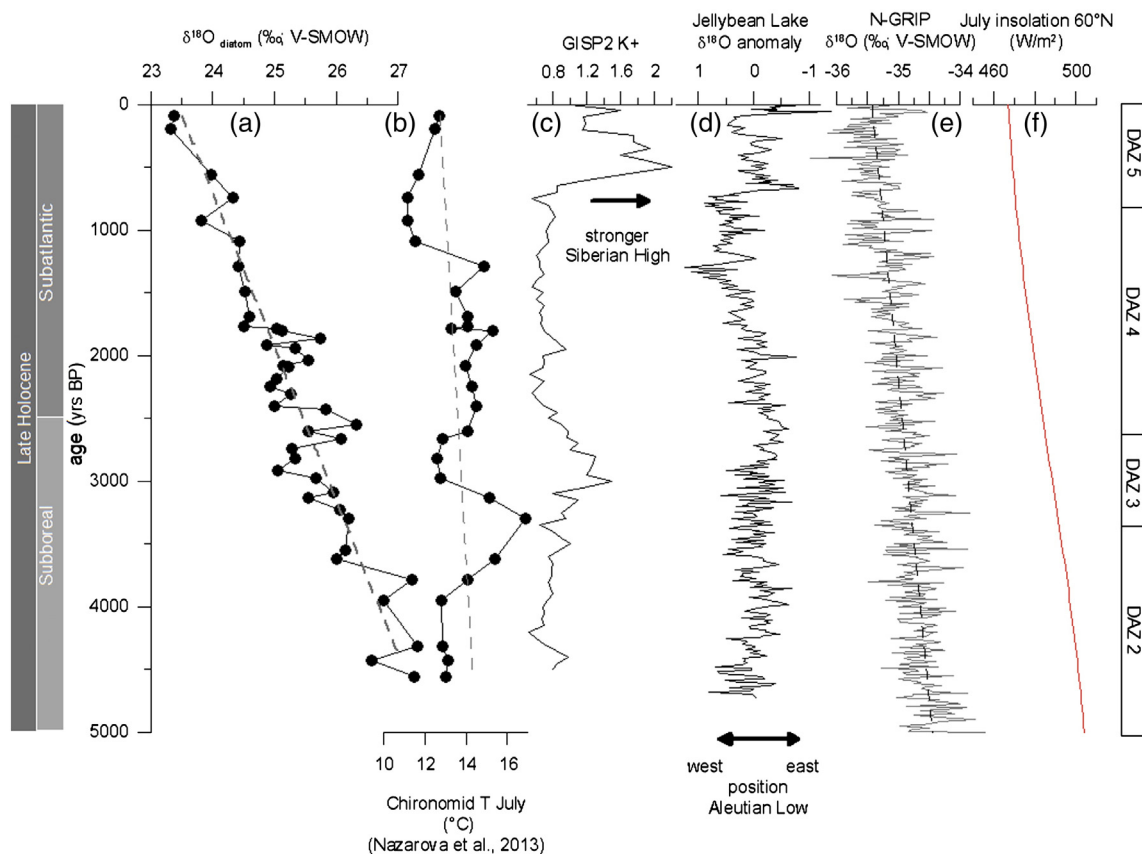 δ¹⁸O diatom (‰; V-SMOW)
GISP2 K+
Jellybean Lake
δ¹⁸O anomaly
N-GRIP
δ¹⁸O (‰; V-SMOW)
July insolation 60°N
(W/m²)
23 24 25 26 27
0.8 1.2 1.6 2
1 0 -1
-36 -35 -34
460 500
(a) (b) (c) (d) (e) (f)
0
1000
2000
3000
4000
5000
age (yrs BP)
Late Holocene
Subatlantic
Subboreal
stronger
Siberian High
DAZ 5
DAZ 4
DAZ 3
DAZ 2
10 12 14 16
Chironomid T July
(°C)
(Nazarova et al., 2013)
west east
position
Aleutian Low